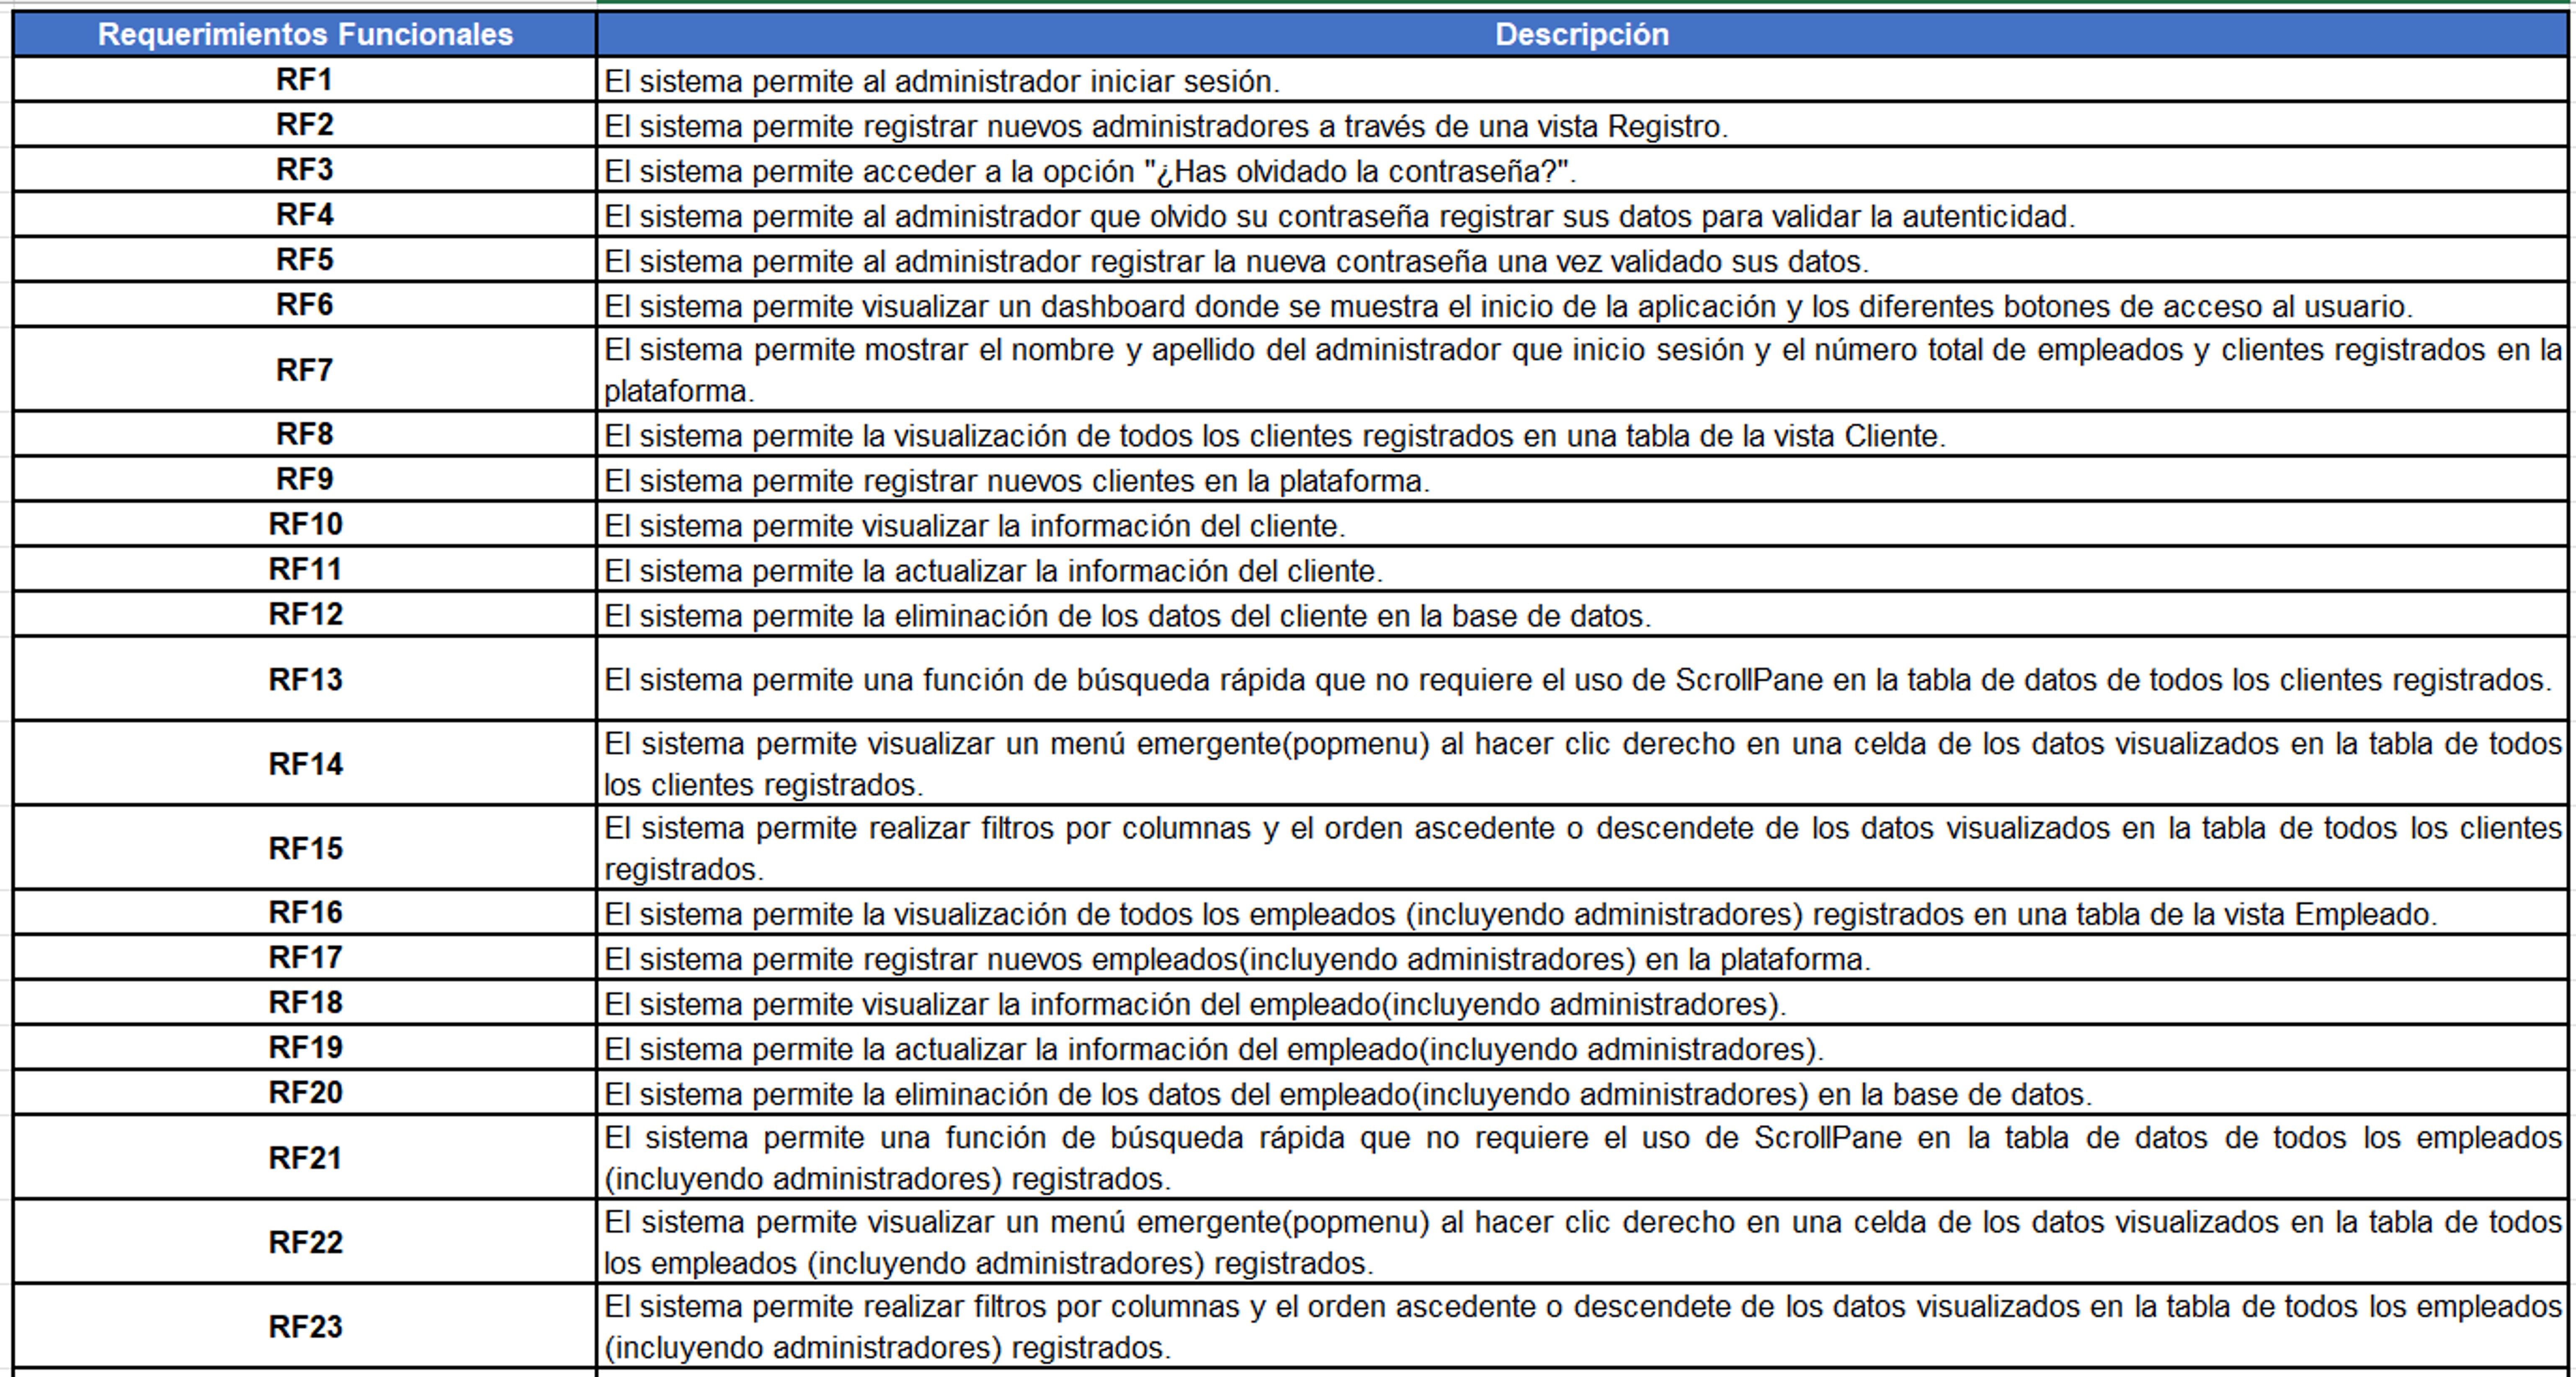 Requerimientos Funcionales Descripción
RF1 El sistema permite al administrador iniciar sesión.
RF2 El sistema permite registrar nuevos administradores a través de una vista Registro.
RF3 El sistema permite acceder a la opción "¿Has olvidado la contraseña?".
RF4 El sistema permite al administrador que olvido su contraseña registrar sus datos para validar la autenticidad.
RF5 El sistema permite al administrador registrar la nueva contraseña una vez validado sus datos.
RF6 El sistema permite visualizar un dashboard donde se muestra el inicio de la aplicación y los diferentes botones de acceso al usuario.
RF7 El sistema permite mostrar el nombre y apellido del administrador que inicio sesión y el número total de empleados y clientes registrados en la
plataforma.
RF8 El sistema permite la visualización de todos los clientes registrados en una tabla de la vista Cliente.
RF9 El sistema permite registrar nuevos clientes en la plataforma.
RF10 El sistema permite visualizar la información del cliente.
RF11 El sistema permite la actualizar la información del cliente.
RF12 El sistema permite la eliminación de los datos del cliente en la base de datos.
RF13 El sistema permite una función de búsqueda rápida que no requiere el uso de ScrollPane en la tabla de datos de todos los clientes registrados.
RF14 El sistema permite visualizar un menú emergente(popmenu) al hacer clic derecho en una celda de los datos visualizados en la tabla de todos
los clientes registrados.
RF15 El sistema permite realizar filtros por columnas y el orden ascedente o descendete de los datos visualizados en la tabla de todos los clientes
registrados.
RF16 El sistema permite la visualización de todos los empleados (incluyendo administradores) registrados en una tabla de la vista Empleado.
RF17 El sistema permite registrar nuevos empleados(incluyendo administradores) en la plataforma.
RF18 El sistema permite visualizar la información del empleado(incluyendo administradores).
RF19 El sistema permite la actualizar la información del empleado(incluyendo administradores).
RF20 El sistema permite la eliminación de los datos del empleado(incluyendo administradores) en la base de datos.
RF21 El sistema permite una función de búsqueda rápida que no requiere el uso de ScrollPane en la tabla de datos de todos los empleados
(incluyendo administradores) registrados.
RF22 El sistema permite visualizar un menú emergente(popmenu) al hacer clic derecho en una celda de los datos visualizados en la tabla de todos
los empleados (incluyendo administradores) registrados.
RF23 El sistema permite realizar filtros por columnas y el orden ascedente o descendete de los datos visualizados en la tabla de todos los empleados
(incluyendo administradores) registrados.